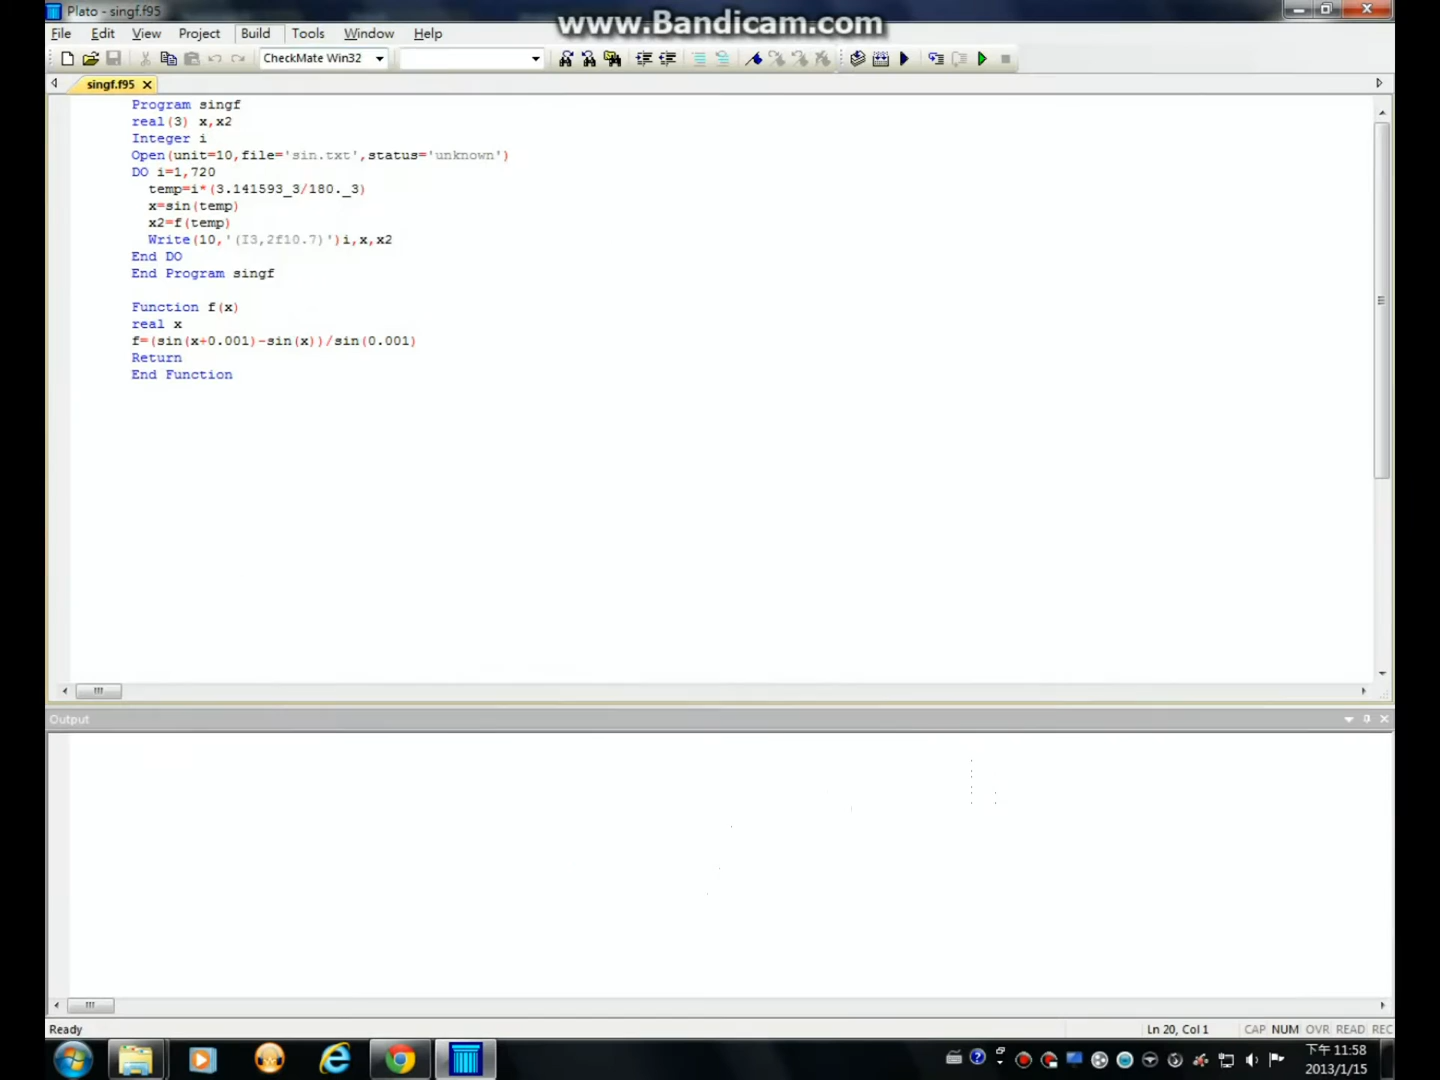 Plato - singf.f95
www.Bandicam.com
File Edit View Project Build Tools Window Help
CheckMate Win32
singf.f95
Program singf
real(3) x,x2
Integer i
Open(unit=10,file='sin.txt',status='unknown')
DO i=1,720
temp=i*(3.141593_3/180._3)
x=sin(temp)
x2=f(temp)
Write(10,'(I3,2f10.7)')i,x,x2
End DO
End Program singf
Function f(x)
real x
f=(sin(x+0.001)-sin(x))/sin(0.001)
Return
End Function
Output
Ready
Ln 20, Col 1
CAP NUM OVR READ REC
下午 11:58
2013/1/15